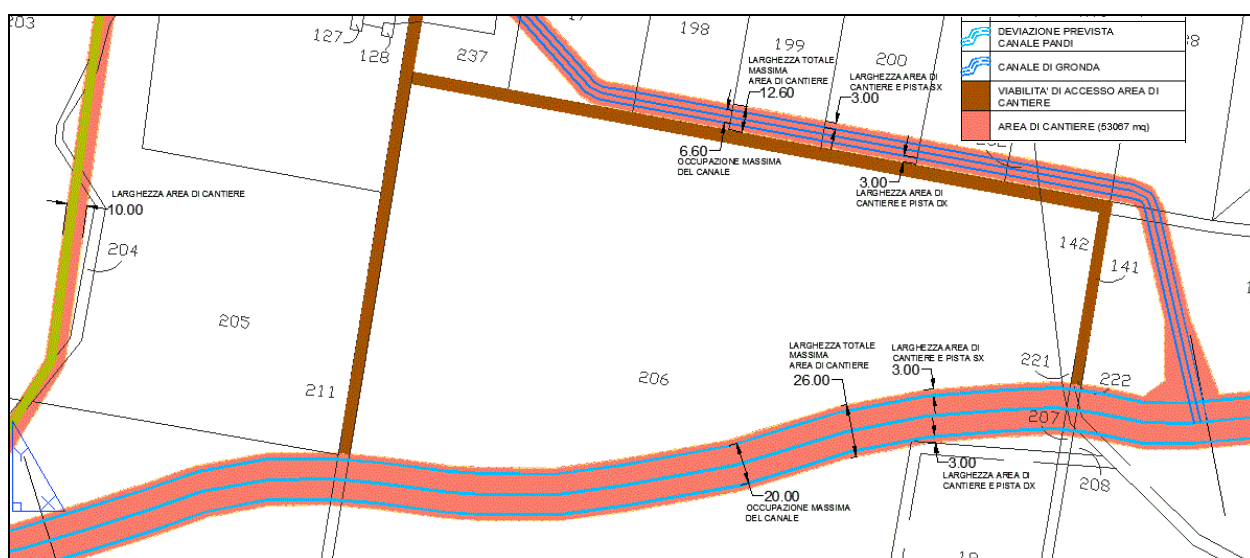 203
127
128
237
17
198
199
200
LARGHEZZA TOTALE
MASSIMA
AREA DI CANTIERE
12.60
LARGHEZZA AREA DI
CANTIERE E PISTA SX
3.00
6.60
OCCUPAZIONE MASSIMA
DEL CANALE
3.00
LARGHEZZA AREA DI
CANTIERE E PISTA DX
DEVIAZIONE PREVISTA
CANALE PANDI
CANALE DI GRONDA
VIABILITA' DI ACCESSO AREA DI
CANTIERE
AREA DI CANTIERE (53067 mq)
LARGHEZZA AREA DI CANTIERE
10.00
204
205
211
206
142
141
221
222
207
208
LARGHEZZA TOTALE
MASSIMA
AREA DI CANTIERE
26.00
LARGHEZZA AREA DI
CANTIERE E PISTA SX
3.00
20.00
OCCUPAZIONE MASSIMA
DEL CANALE
3.00
LARGHEZZA AREA DI
CANTIERE E PISTA DX
Y
X